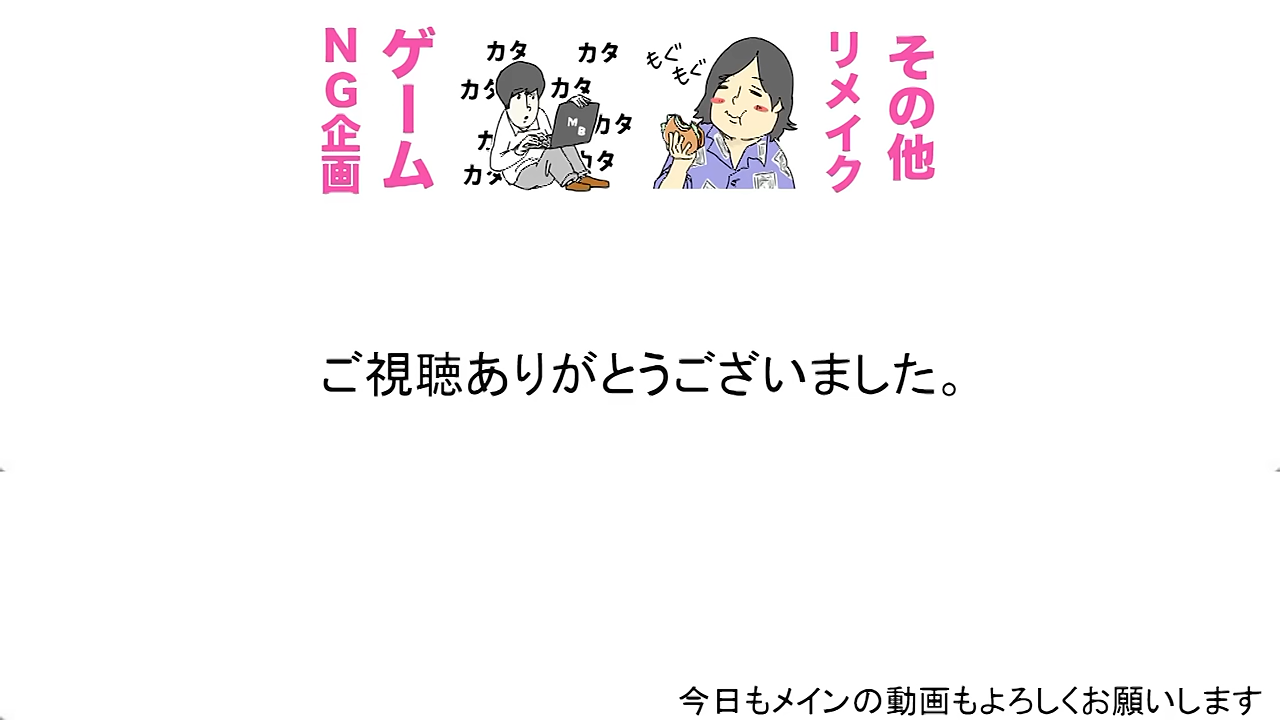 ゲーム
NG企画
カタ
カタ
カタ
カタ
カタ
カタ
MB
もぐ
もぐ
その他
リメイク
ご視聴ありがとうございました。
今日もメインの動画もよろしくお願いします